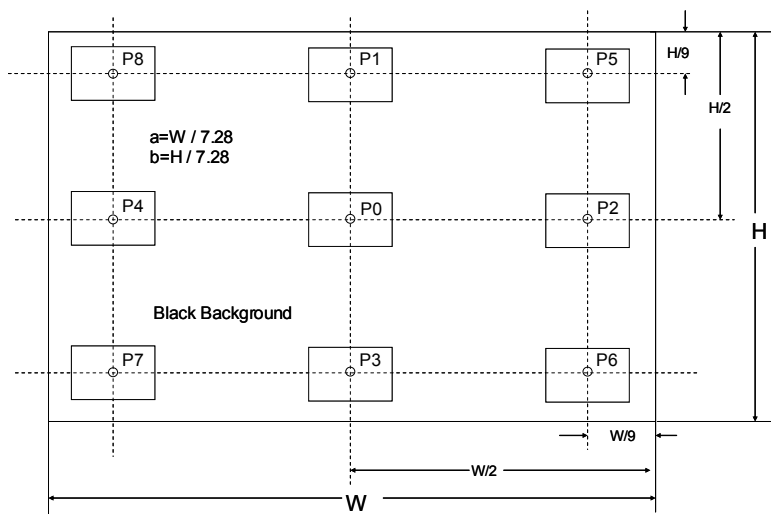 P8 P1 P5 H/9
H/2
a=W / 7.28
b=H / 7.28
P4 P0 P2
H
Black Background
P7 P3 P6
W/9
W/2
W